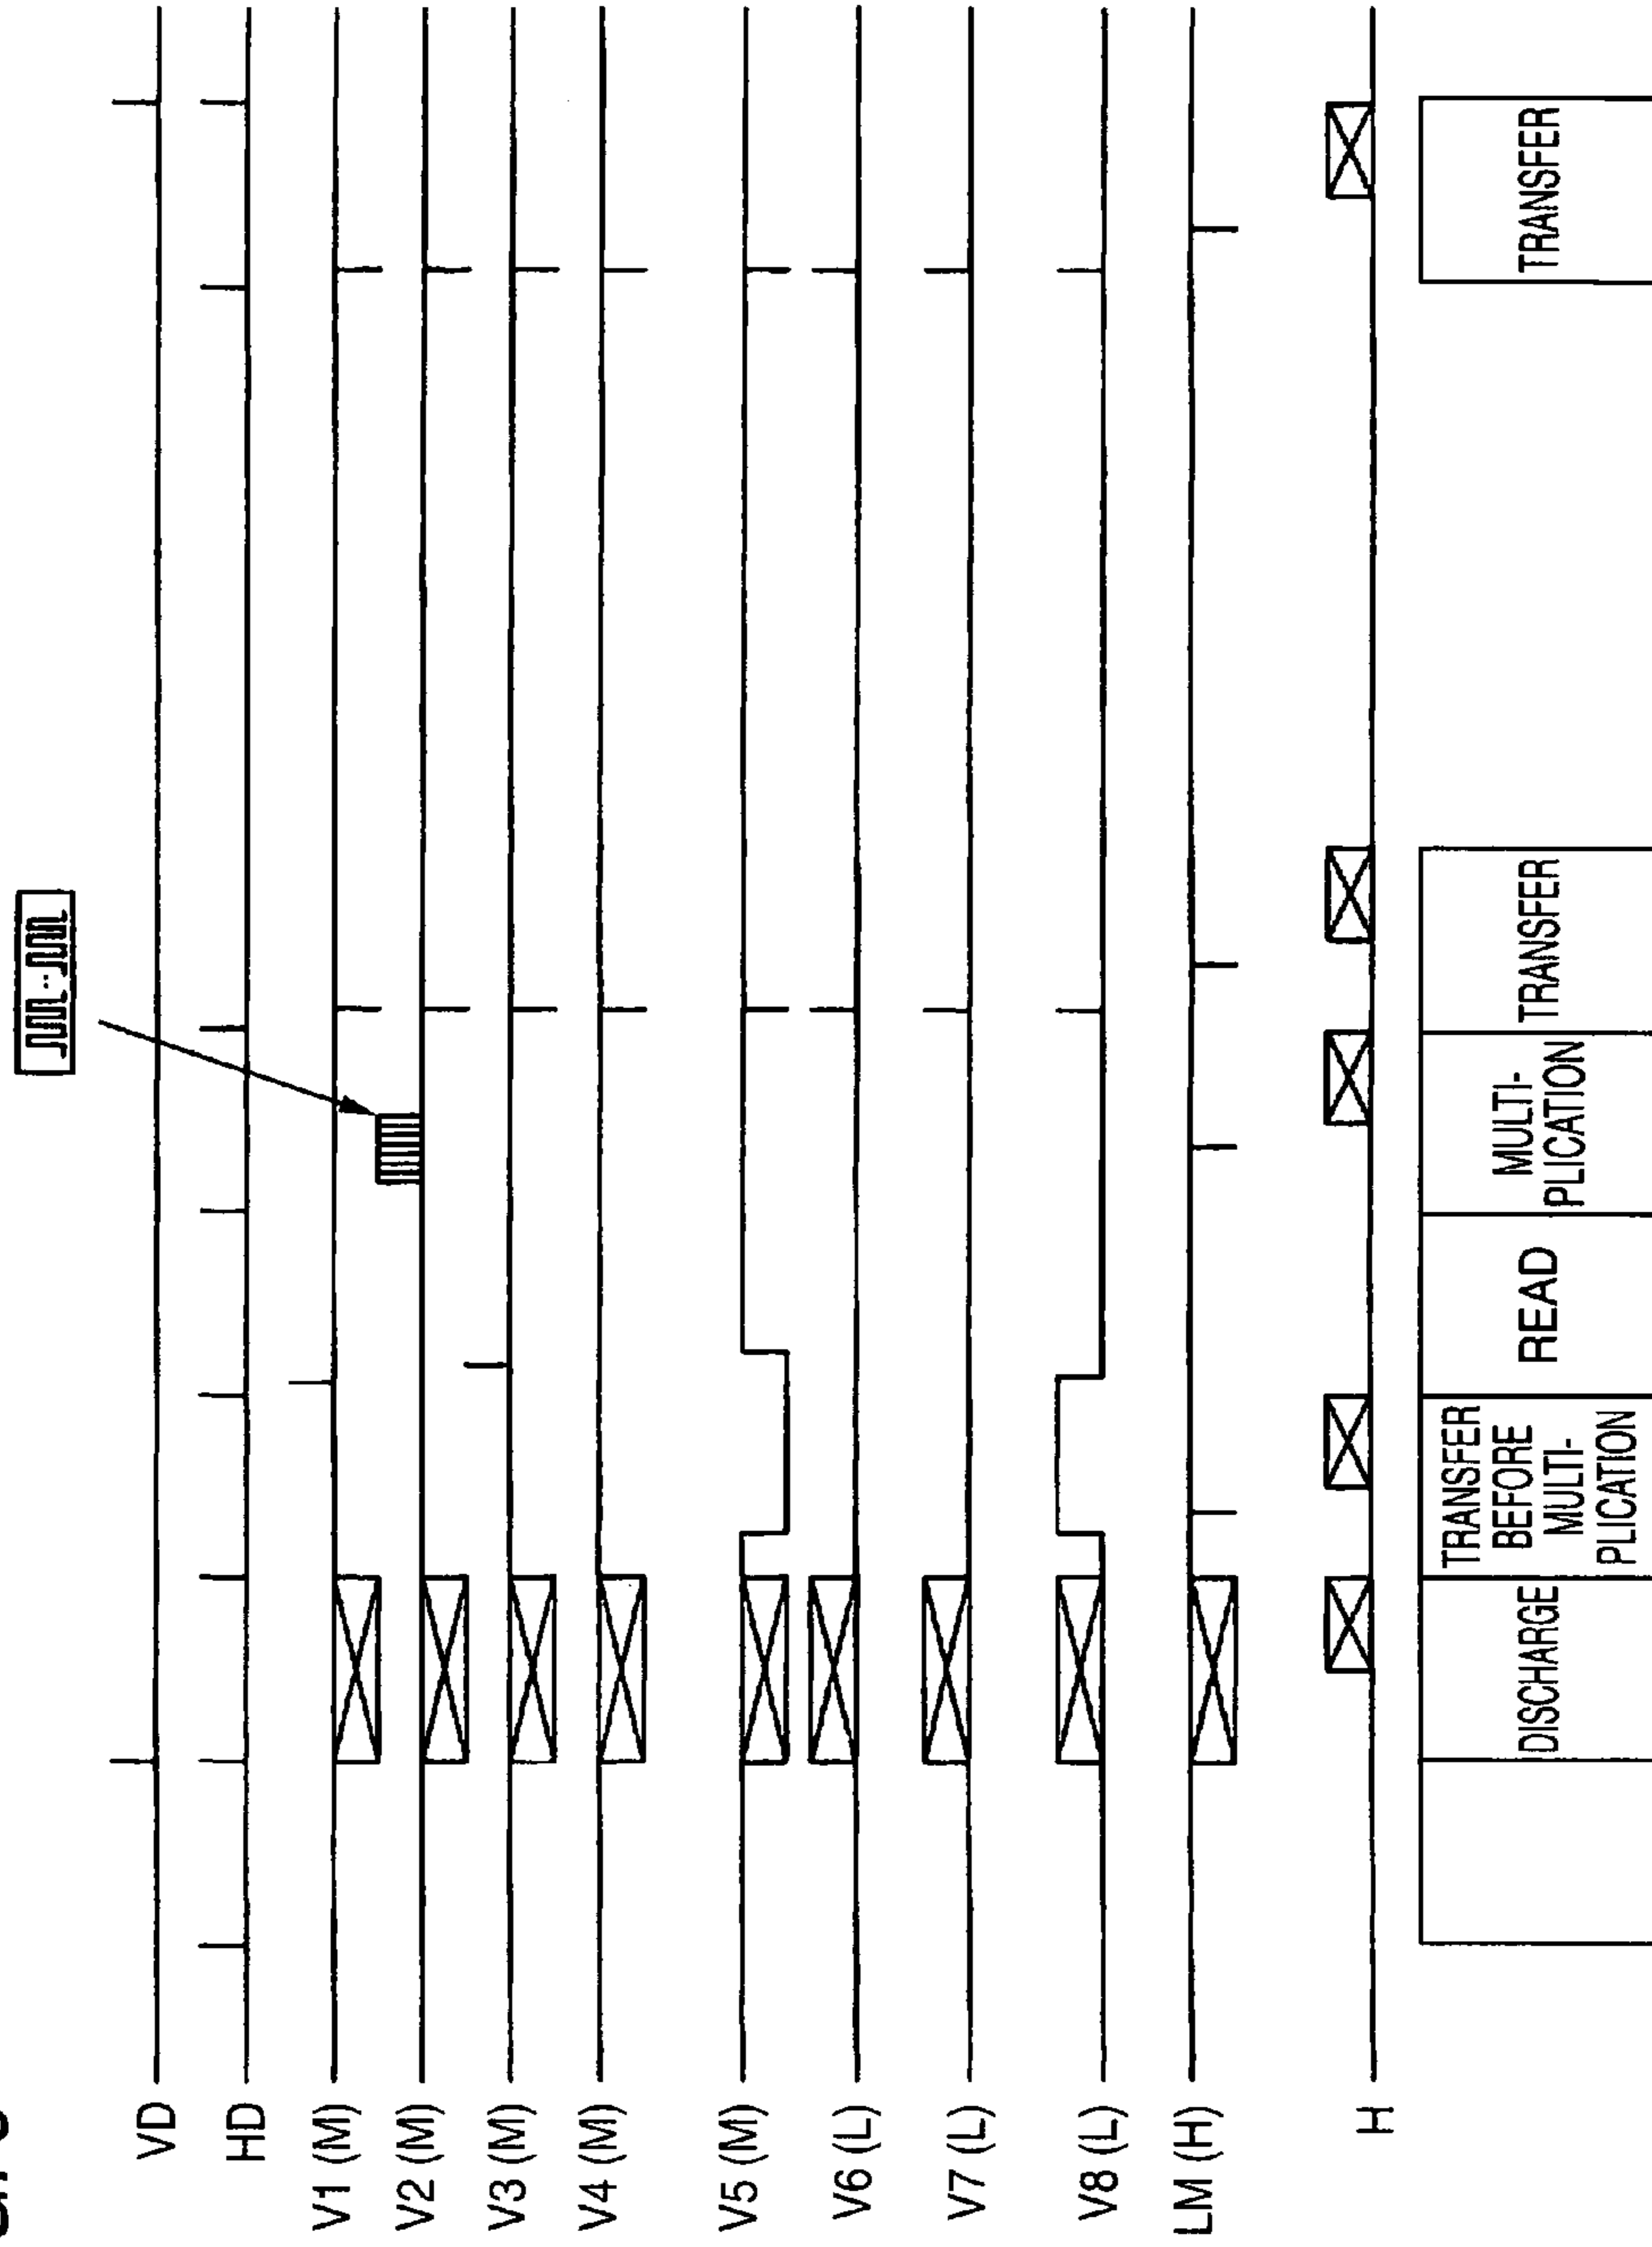 VD
HD
V1 (M)
V2 (M)
V3 (M)
V4 (M)
V5 (M)
V6 (L)
V7 (L)
V8 (L)
LM (H)
H
DISCHARGE
TRANSFER
BEFORE
MULTI-
PLICATION
READ
MULTI-
PLICATION
TRANSFER
TRANSFER